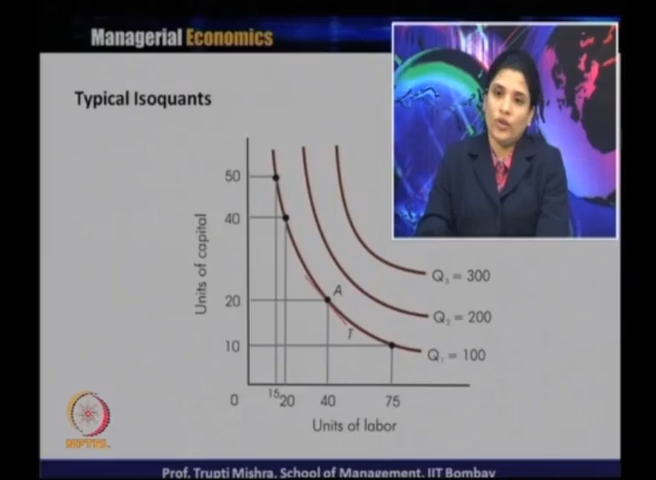 Managerial Economics
Typical Isoquants
Units of capital
50
40
20
10
0
15
20
40
75
A
T
Q₃ = 300
Q₂ = 200
Q₁ = 100
Units of labor
NPTEL
Prof. Trupti Mishra, School of Management, IIT Bombay